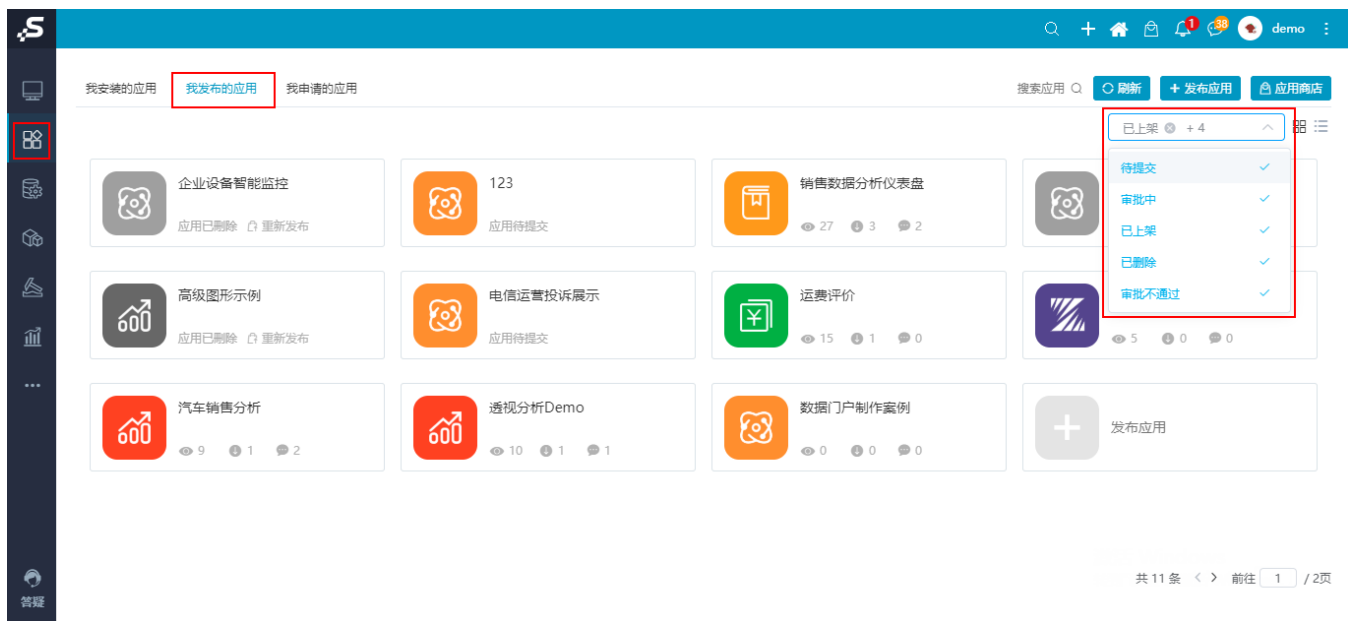 S
1 38 demo
我安装的应用 我发布的应用 我申请的应用 搜索应用 刷新 + 发布应用 应用商店
已上架 + 4
待提交
审批中
已上架
已删除
审批不通过
企业设备智能监控
应用已删除 重新发布
123
应用待提交
销售数据分析仪表盘
27 3 2
高级图形示例
应用已删除 重新发布
电信运营投诉展示
应用待提交
运费评价
15 1 0
5 0 0
汽车销售分析
9 1 2
透视分析Demo
10 1 1
数据门户制作案例
0 0 0
发布应用
共 11 条 前往 1 / 2页
答疑